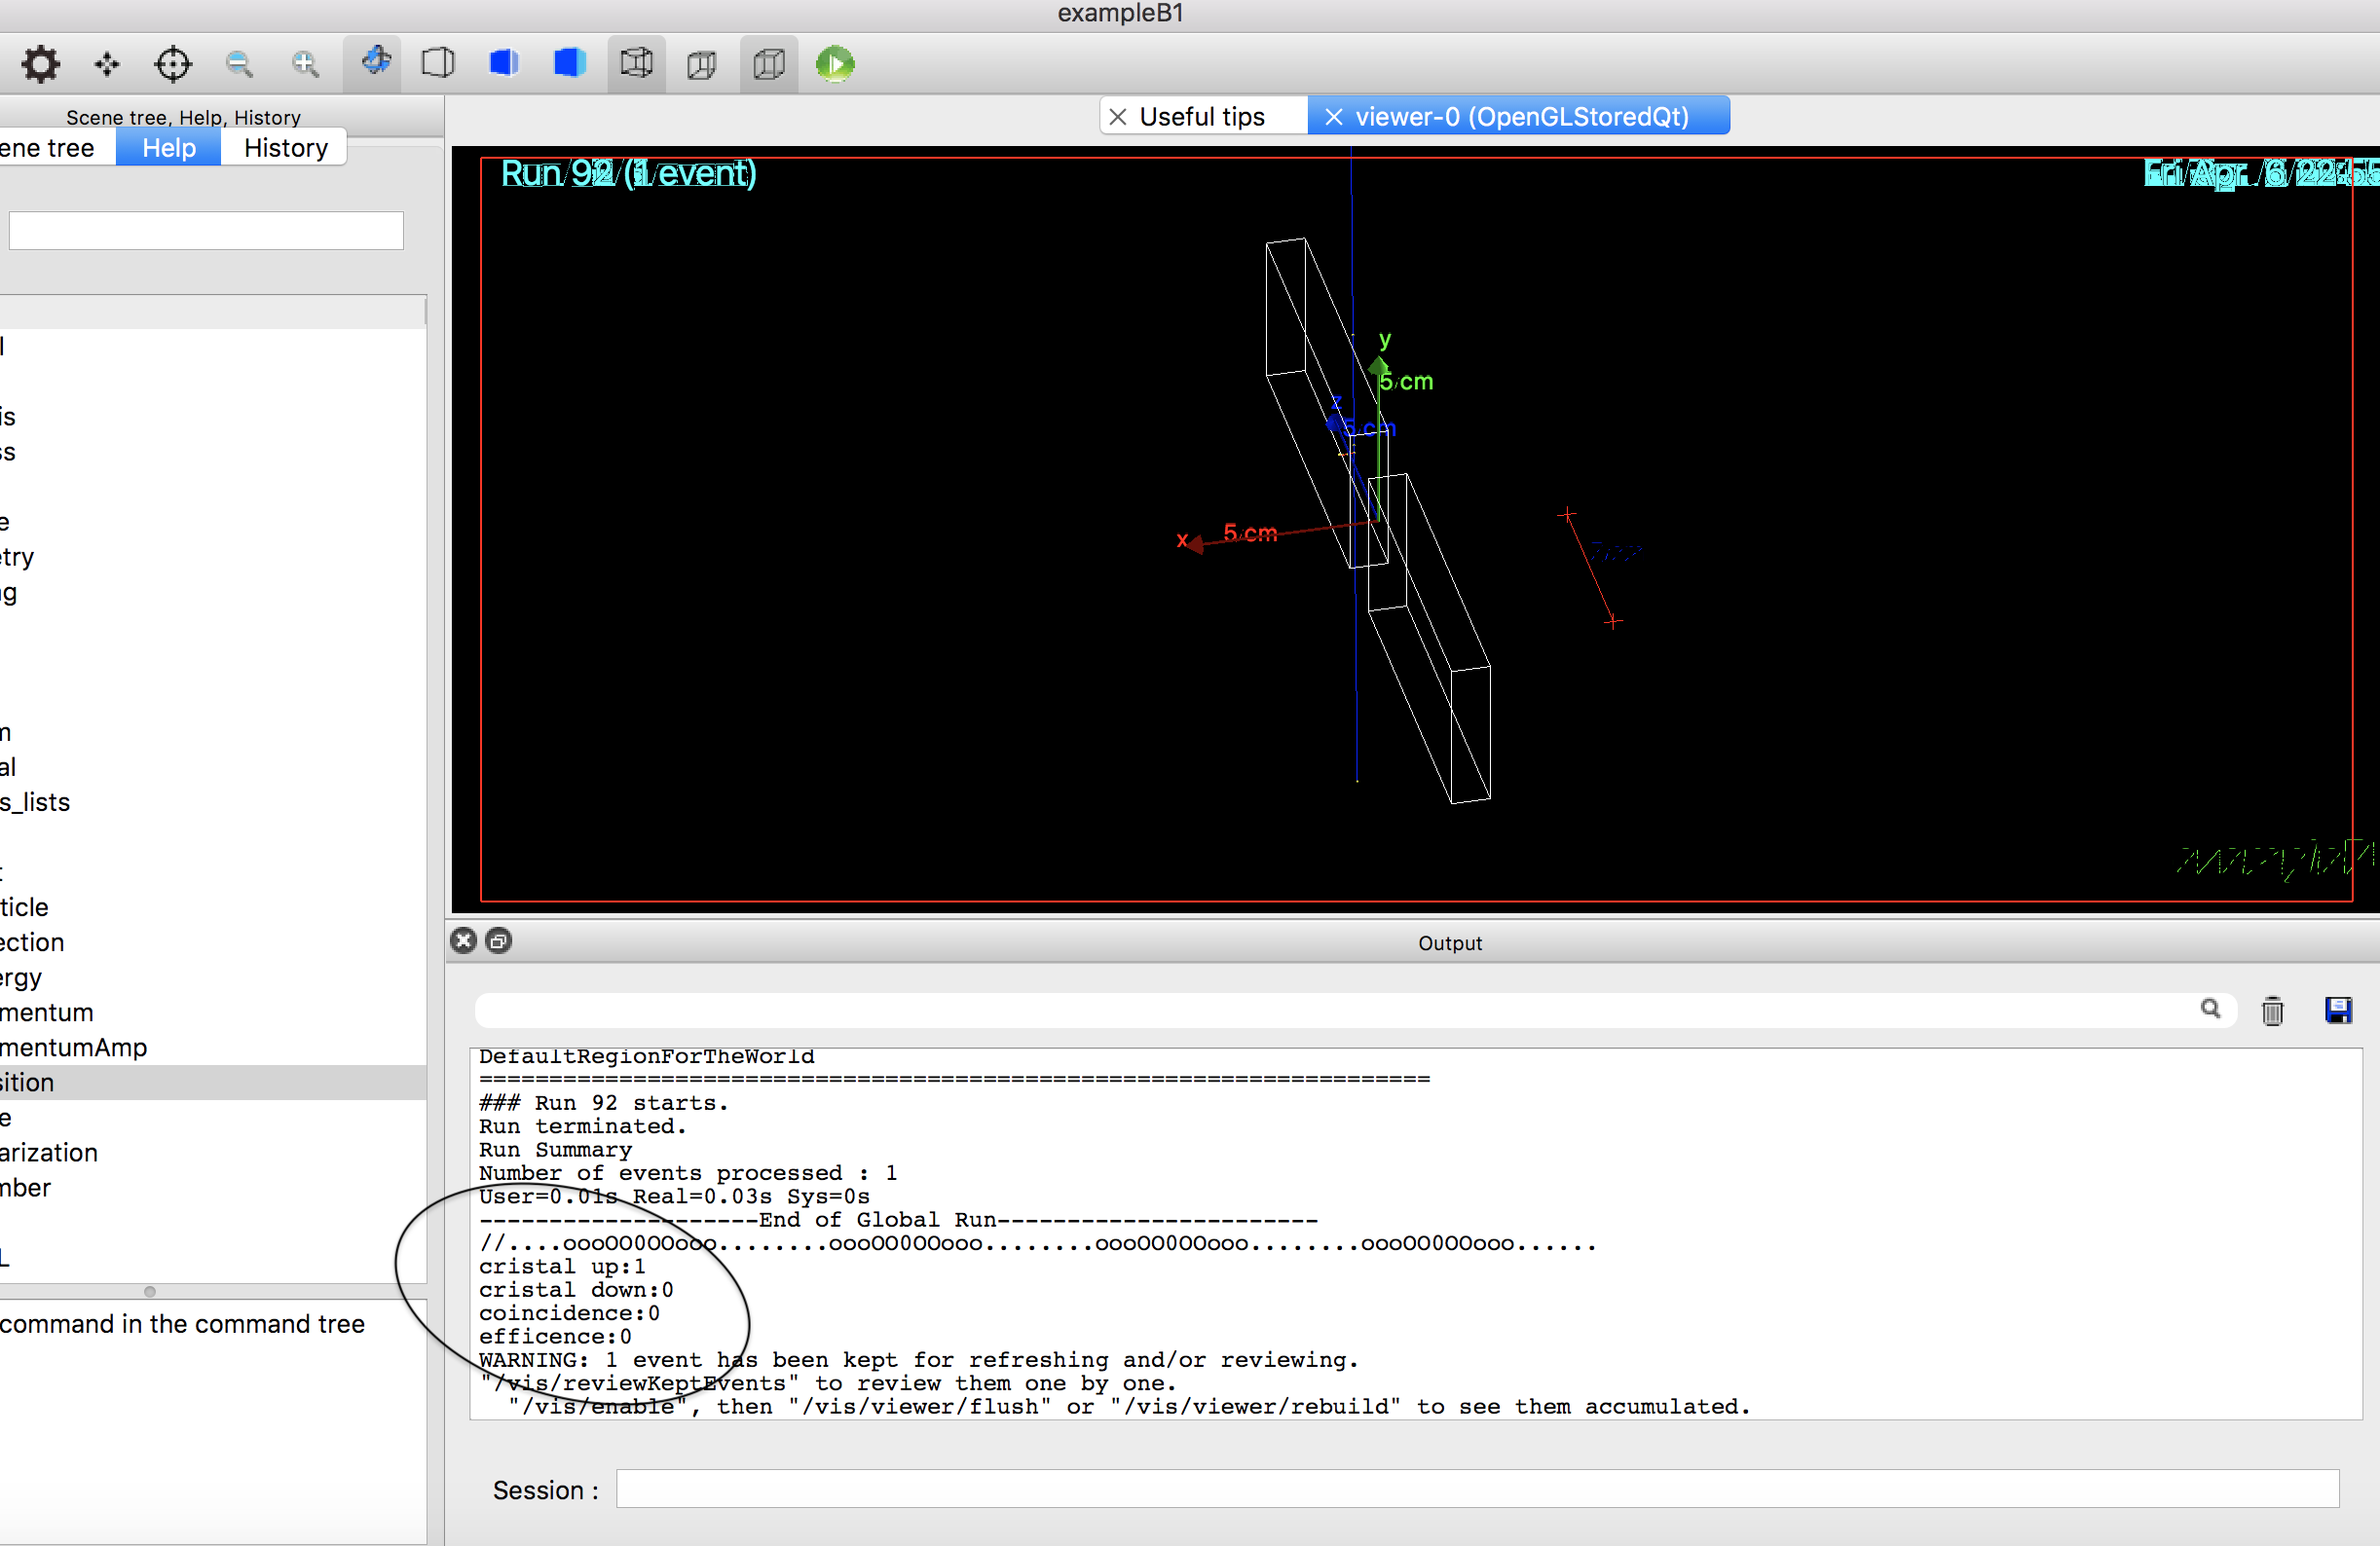 exampleB1
Scene tree, Help, History
ene tree Help History
Useful tips
viewer-0 (OpenGLStoredQt)
l
is
ss
e
etry
ng
m
al
s_lists
t
ticle
ection
ergy
mentum
mentumAmp
sition
e
arization
mber
L
command in the command tree
Run 92 (1 event)
Fri Apr 6 22:55
y
5 cm
z
5 cm
x
5 cm
Output
DefaultRegionForTheWorld
====================================================================
### Run 92 starts.
Run terminated.
Run Summary
Number of events processed : 1
User=0.01s Real=0.03s Sys=0s
--------------------End of Global Run-----------------------
//....oooOO0OOooo........oooOO0OOooo........oooOO0OOooo........oooOO0OOooo......
cristal up:1
cristal down:0
coincidence:0
efficence:0
WARNING: 1 event has been kept for refreshing and/or reviewing.
"/vis/reviewKeptEvents" to review them one by one.
"/vis/enable", then "/vis/viewer/flush" or "/vis/viewer/rebuild" to see them accumulated.
Session :